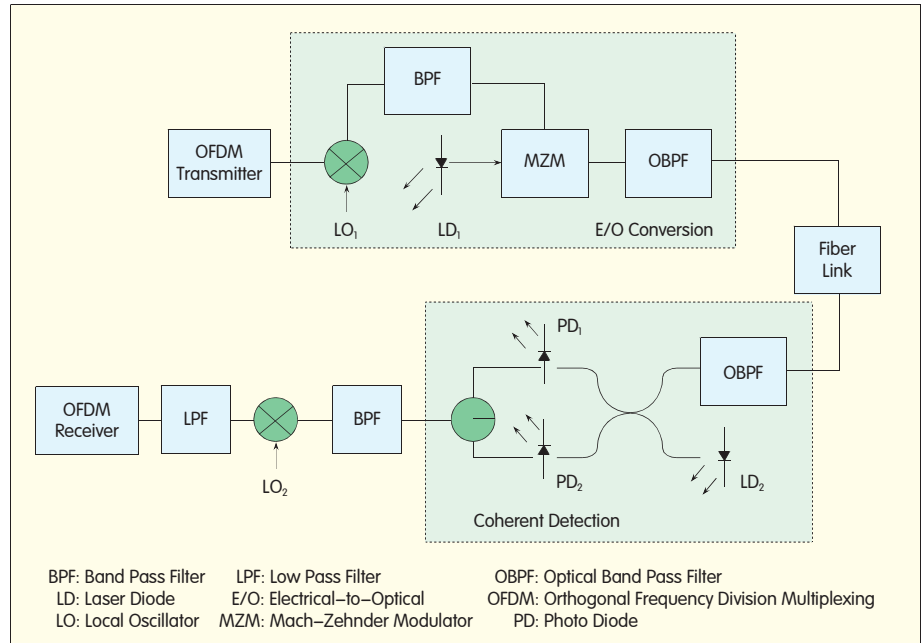 BPF
OFDM
Transmitter
MZM
OBPF
LO₁
LD₁
E/O Conversion
Fiber
Link
PD₁
OBPF
OFDM
Receiver
LPF
BPF
LO₂
PD₂
LD₂
Coherent Detection
BPF: Band Pass Filter LPF: Low Pass Filter OBPF: Optical Band Pass Filter
LD: Laser Diode E/O: Electrical-to-Optical OFDM: Orthogonal Frequency Division Multiplexing
LO: Local Oscillator MZM: Mach-Zehnder Modulator PD: Photo Diode